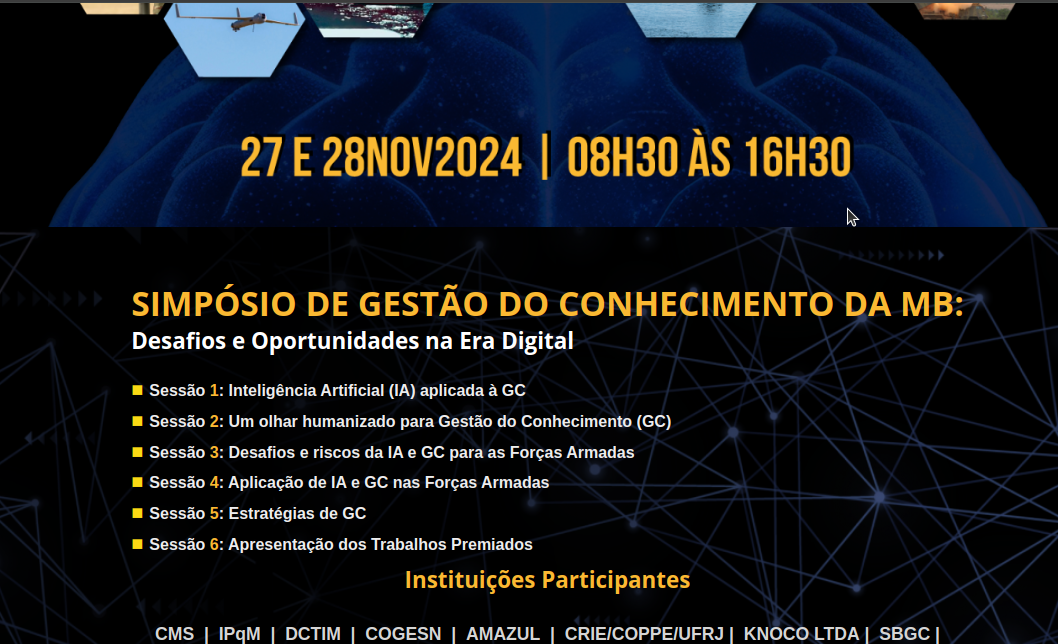 27 E 28NOV2024 | 08H30 ÀS 16H30
SIMPÓSIO DE GESTÃO DO CONHECIMENTO DA MB:
Desafios e Oportunidades na Era Digital
Sessão 1: Inteligência Artificial (IA) aplicada à GC
Sessão 2: Um olhar humanizado para Gestão do Conhecimento (GC)
Sessão 3: Desafios e riscos da IA e GC para as Forças Armadas
Sessão 4: Aplicação de IA e GC nas Forças Armadas
Sessão 5: Estratégias de GC
Sessão 6: Apresentação dos Trabalhos Premiados
Instituições Participantes
CMS | IPqM | DCTIM | COGESN | AMAZUL | CRIE/COPPE/UFRJ | KNOCO LTDA | SBGC |